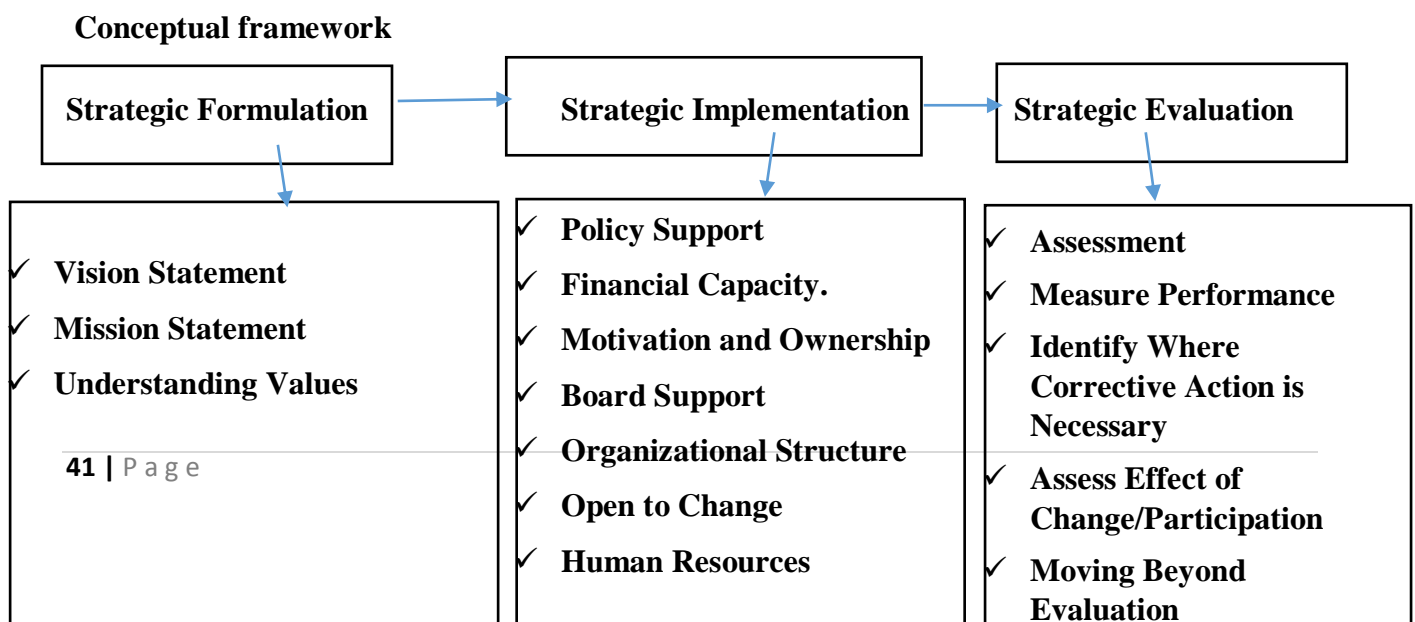 Conceptual framework
Strategic Formulation
Strategic Implementation
Strategic Evaluation
✓ Vision Statement
✓ Mission Statement
✓ Understanding Values
✓ Policy Support
✓ Financial Capacity.
✓ Motivation and Ownership
✓ Board Support
✓ Organizational Structure
✓ Open to Change
✓ Human Resources
✓ Assessment
✓ Measure Performance
✓ Identify Where
Corrective Action is
Necessary
✓ Assess Effect of
Change/Participation
✓ Moving Beyond
Evaluation
41 | P a g e